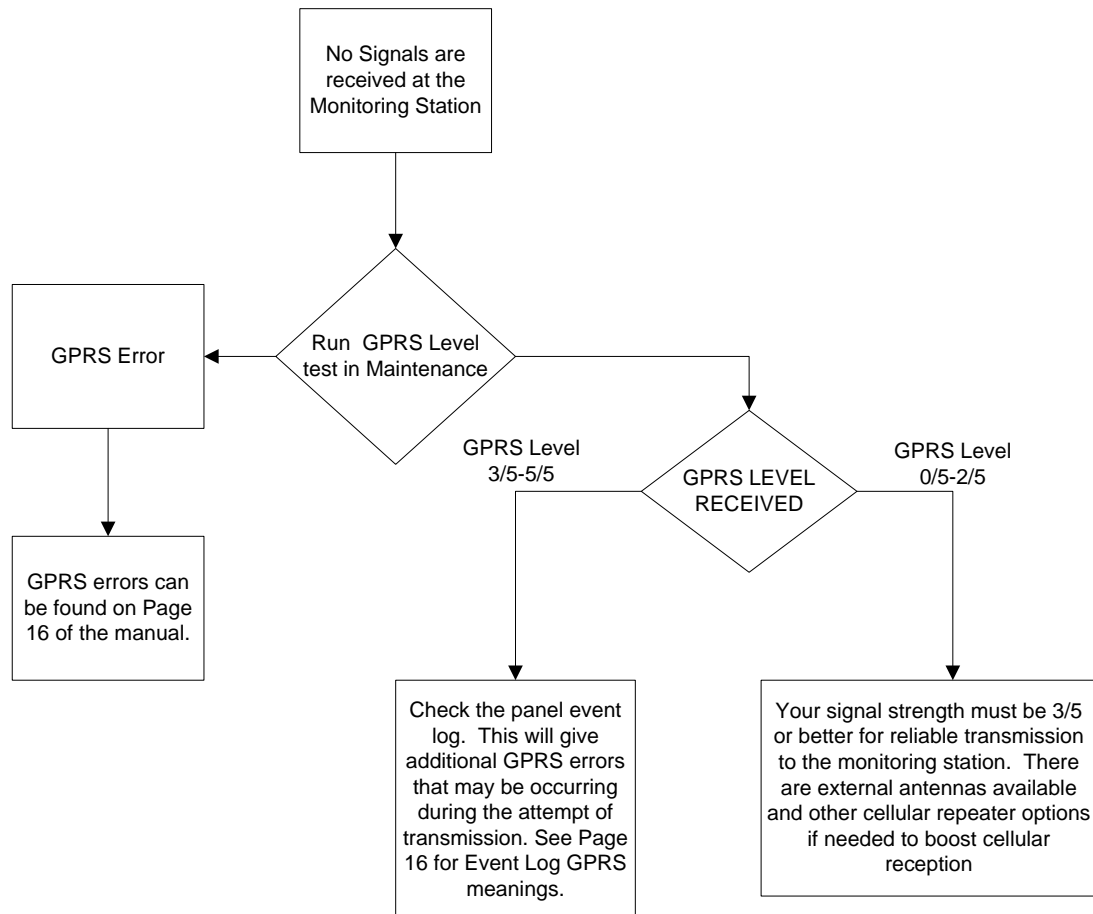 No Signals are
received at the
Monitoring Station
GPRS Error
Run GPRS Level
test in Maintenance
GPRS Level
3/5-5/5
GPRS LEVEL
RECEIVED
GPRS Level
0/5-2/5
GPRS errors can
be found on Page
16 of the manual.
Check the panel event
log. This will give
additional GPRS errors
that may be occurring
during the attempt of
transmission. See Page
16 for Event Log GPRS
meanings.
Your signal strength must be 3/5
or better for reliable transmission
to the monitoring station. There
are external antennas available
and other cellular repeater options
if needed to boost cellular
reception